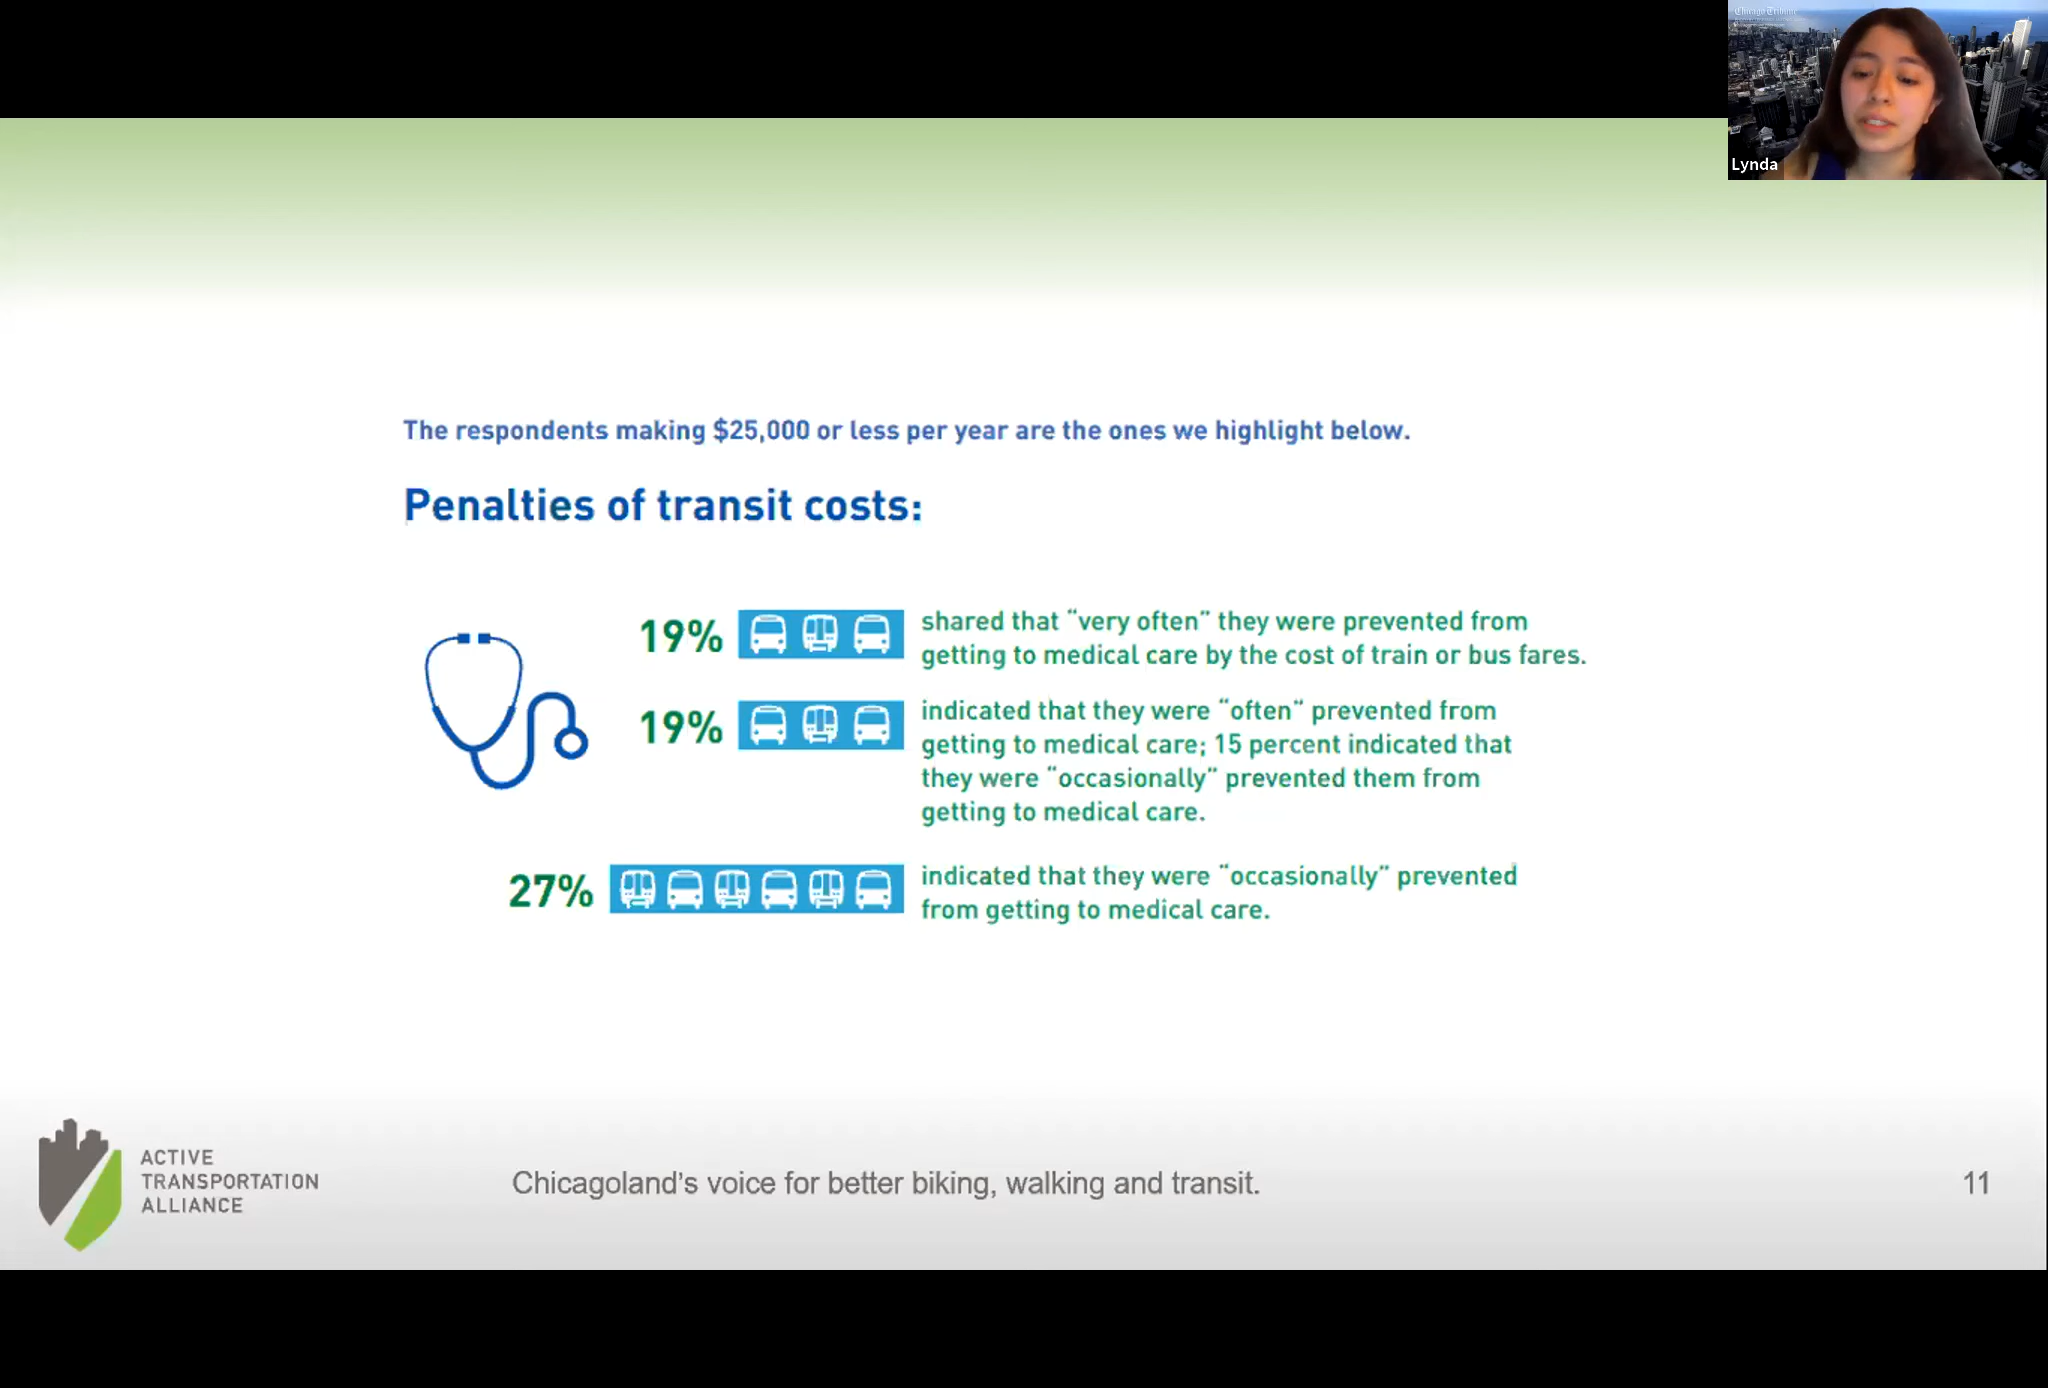 Chicago Tribune
Lynda
The respondents making $25,000 or less per year are the ones we highlight below.
Penalties of transit costs:
19%
shared that “very often” they were prevented from
getting to medical care by the cost of train or bus fares.
19%
indicated that they were “often” prevented from
getting to medical care; 15 percent indicated that
they were “occasionally” prevented them from
getting to medical care.
27%
indicated that they were “occasionally” prevented
from getting to medical care.
ACTIVE
TRANSPORTATION
ALLIANCE
Chicagoland's voice for better biking, walking and transit.
11